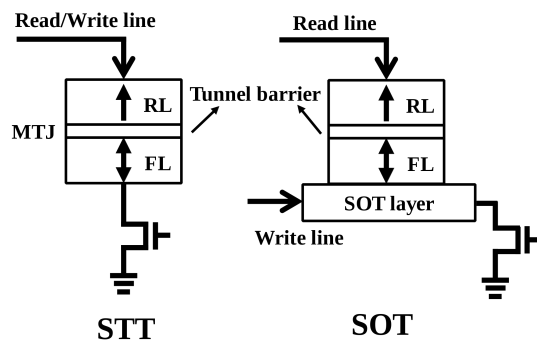 Read/Write line
Read line
RL
Tunnel barrier
RL
MTJ
FL
FL
SOT layer
Write line
STT
SOT